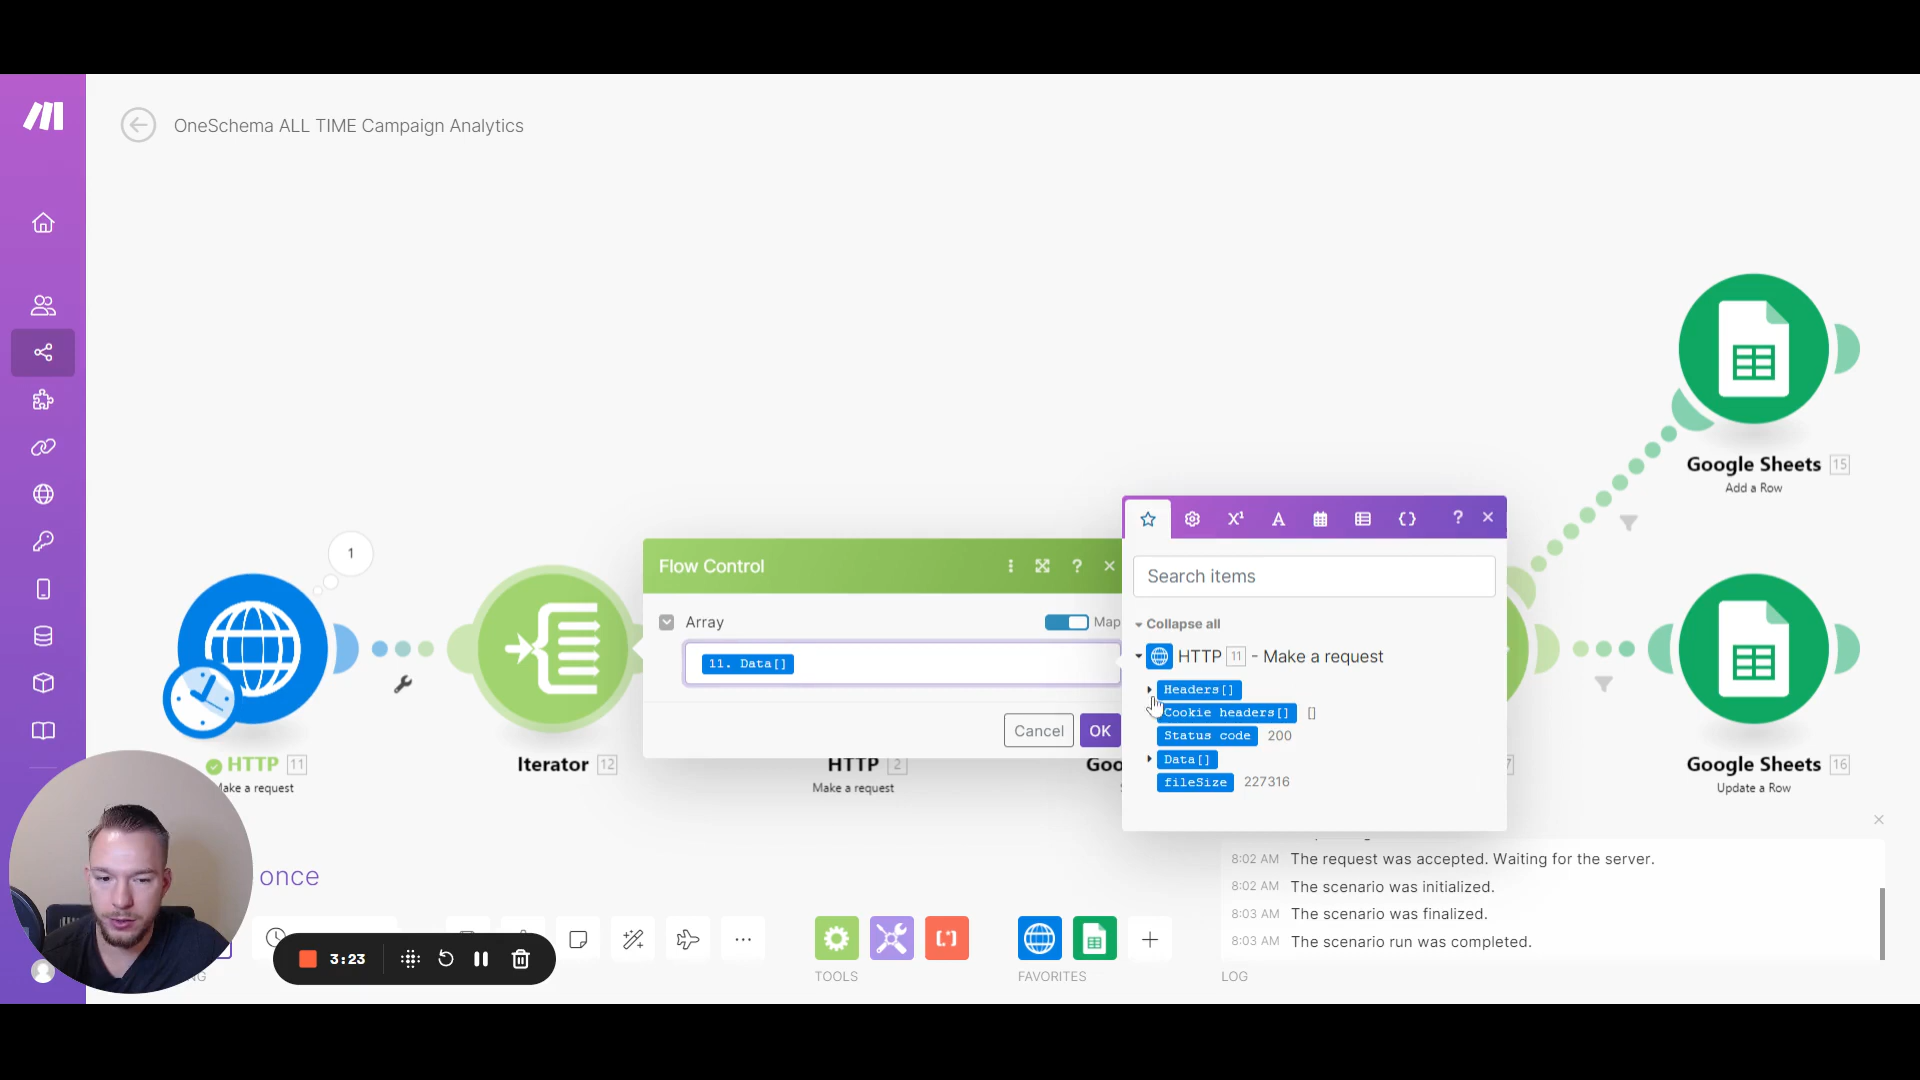 OneSchema ALL TIME Campaign Analytics
Google Sheets 15
Add a Row
1
Flow Control
?
?
Search items
Array
Map
Collapse all
11. Data[]
HTTP 11 - Make a request
Headers[]
Cookie headers[] []
Status code 200
Data[]
fileSize 227316
Cancel
OK
HTTP 11
Make a request
Iterator 12
HTTP 2
Make a request
Goo
7
Google Sheets 16
Update a Row
once
8:02 AM The request was accepted. Waiting for the server.
8:02 AM The scenario was initialized.
8:03 AM The scenario was finalized.
8:03 AM The scenario run was completed.
3:23
TOOLS
FAVORITES
LOG